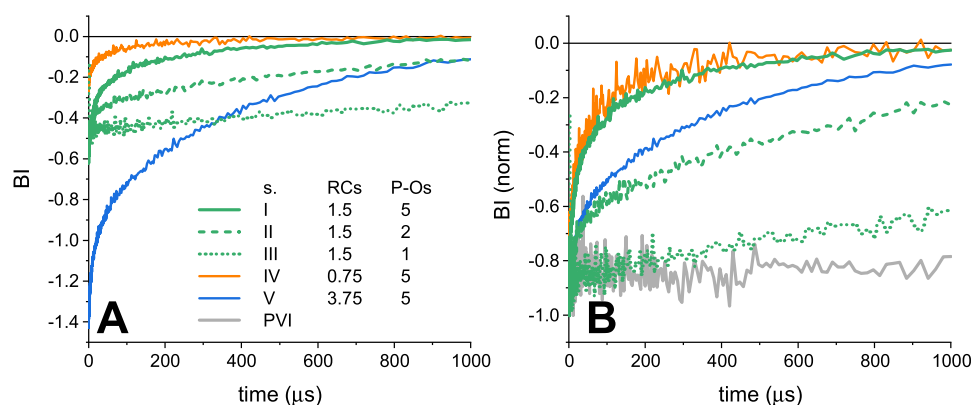 0.0
-0.2
-0.4
-0.6
-0.8
-1.0
-1.2
-1.4
BI
s. RCs P-Os
I 1.5 5
II 1.5 2
III 1.5 1
IV 0.75 5
V 3.75 5
PVI
A
0 200 400 600 800 1000
time (μs)
0.0
-0.2
-0.4
-0.6
-0.8
-1.0
BI (norm)
B
0 200 400 600 800 1000
time (μs)